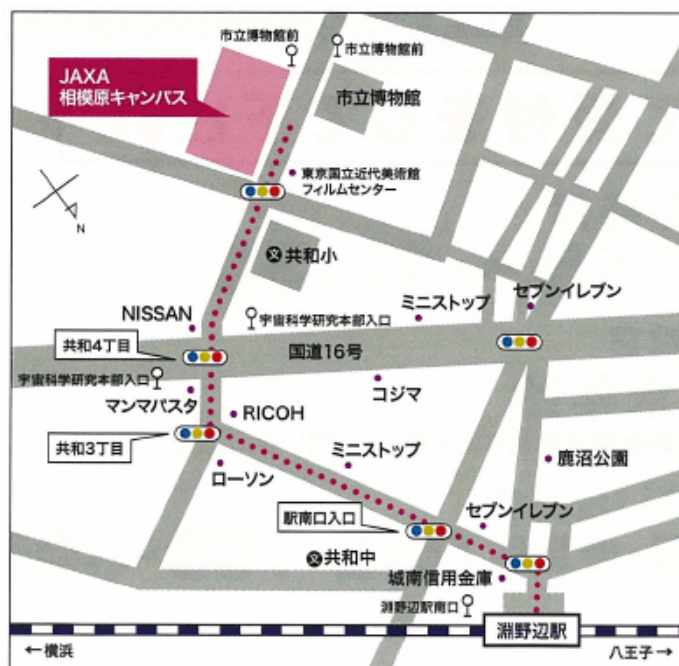 市立博物館前
市立博物館前
JAXA
相模原キャンパス
市立博物館
東京国立近代美術館
フィルムセンター
N
共和小
NISSAN
宇宙科学研究本部入口
ミニストップ
セブンイレブン
共和4丁目
国道16号
宇宙科学研究本部入口
マンマパスタ
コジマ
RICOH
共和3丁目
ミニストップ
鹿沼公園
ローソン
駅南口入口
セブンイレブン
共和中
城南信用金庫
淵野辺駅南口
淵野辺駅
←横浜
八王子→